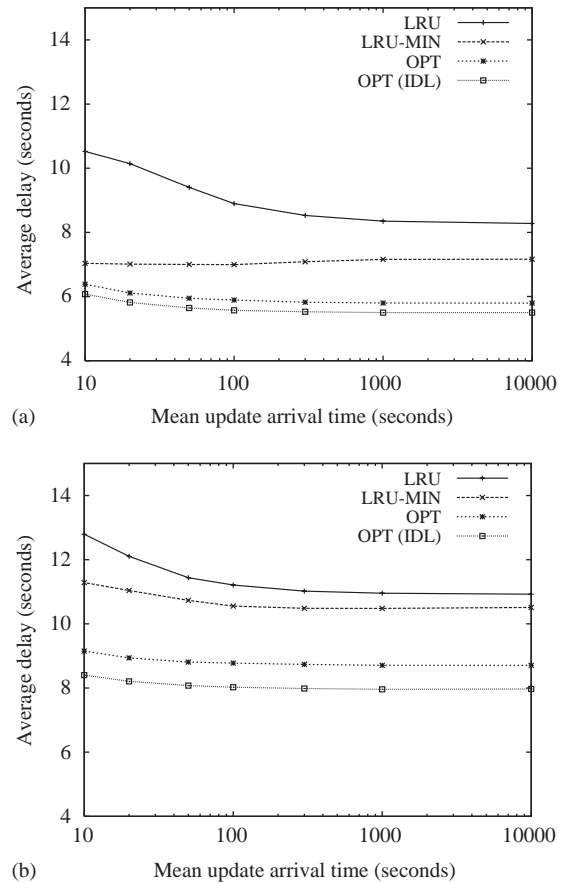 14
12
10
8
6
4
Average delay (seconds)
LRU
LRU-MIN
OPT
OPT (IDL)
10 100 1000 10000
(a) Mean update arrival time (seconds)
14
12
10
8
6
4
Average delay (seconds)
LRU
LRU-MIN
OPT
OPT (IDL)
10 100 1000 10000
(b) Mean update arrival time (seconds)